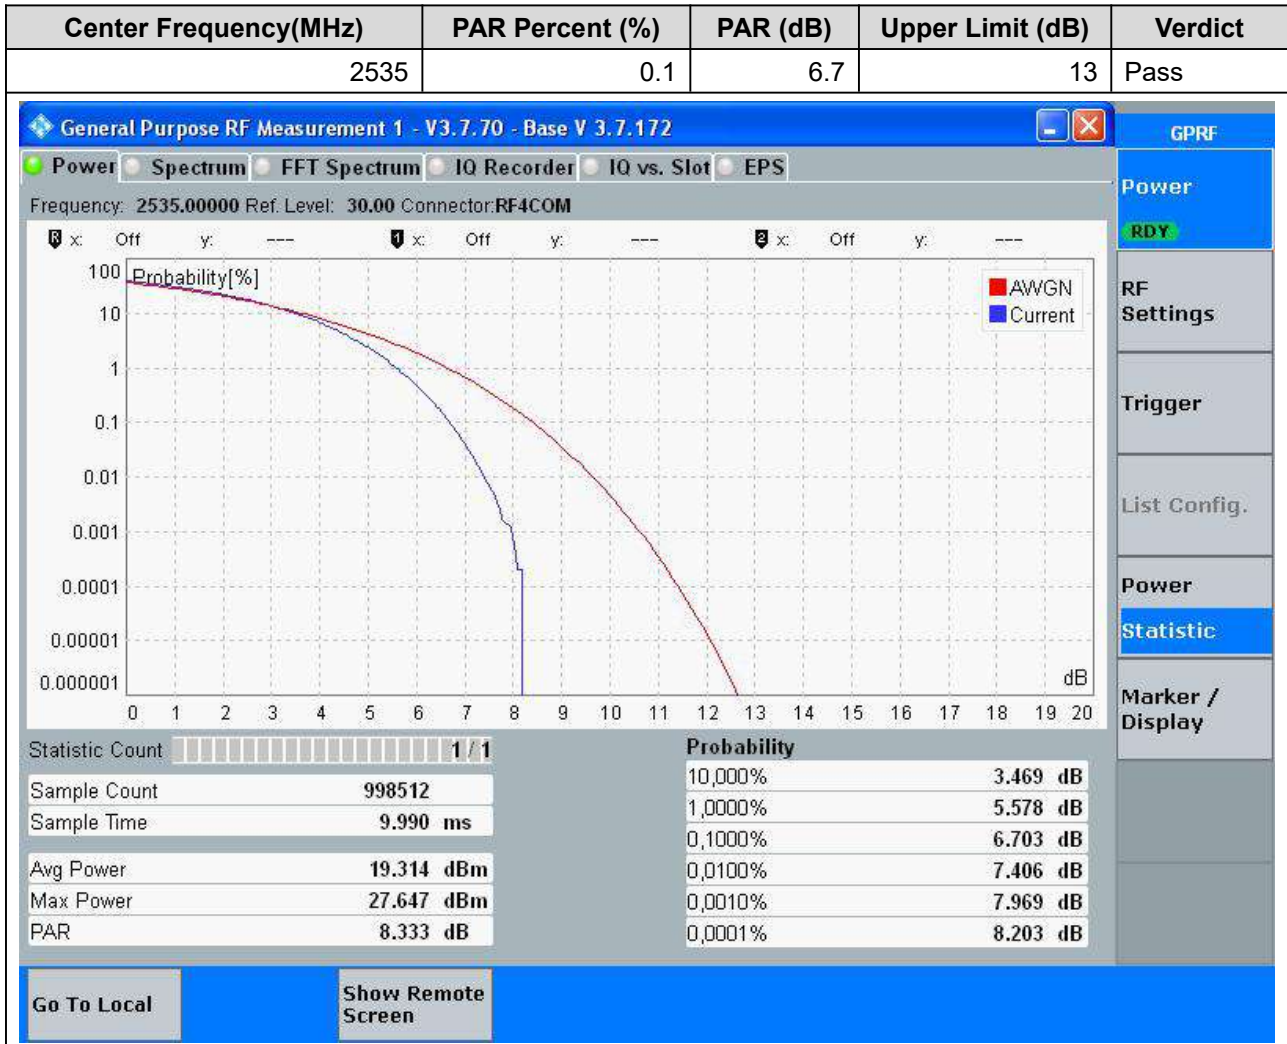 Center Frequency(MHz) PAR Percent (%) PAR (dB) Upper Limit (dB) Verdict
2535 0.1 6.7 13 Pass
General Purpose RF Measurement 1 - V3.7.70 - Base V 3.7.172
GPRF
Power Spectrum FFT Spectrum IQ Recorder IQ vs. Slot EPS
Power
RDY
Frequency: 2535.00000 Ref. Level: 30.00 Connector:RF4COM
R x: Off y: --- 1 x: Off y: --- 2 x: Off y: ---
Probability[%]
AWGN
Current
100
10
1
0.1
0.01
0.001
0.0001
0.00001
0.000001
dB
0 1 2 3 4 5 6 7 8 9 10 11 12 13 14 15 16 17 18 19 20
RF
Settings
Trigger
List Config.
Power
Statistic
Marker /
Display
Statistic Count 1 / 1
Sample Count 998512
Sample Time 9.990 ms
Avg Power 19.314 dBm
Max Power 27.647 dBm
PAR 8.333 dB
Probability
10,000% 3.469 dB
1,0000% 5.578 dB
0,1000% 6.703 dB
0,0100% 7.406 dB
0,0010% 7.969 dB
0,0001% 8.203 dB
Go To Local
Show Remote
Screen